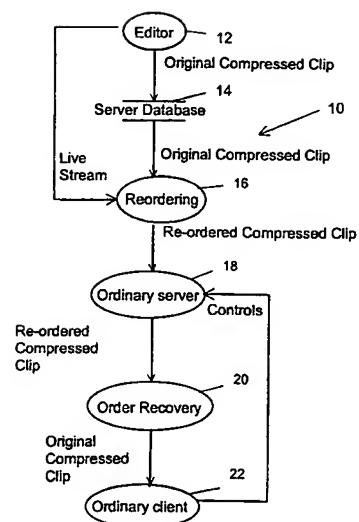 Editor
12
Original Compressed Clip
14
Server Database
10
Original Compressed Clip
Live
Stream
16
Reordering
Re-ordered Compressed Clip
18
Ordinary server
Controls
Re-ordered
Compressed
Clip
20
Order Recovery
Original
Compressed
Clip
22
Ordinary client